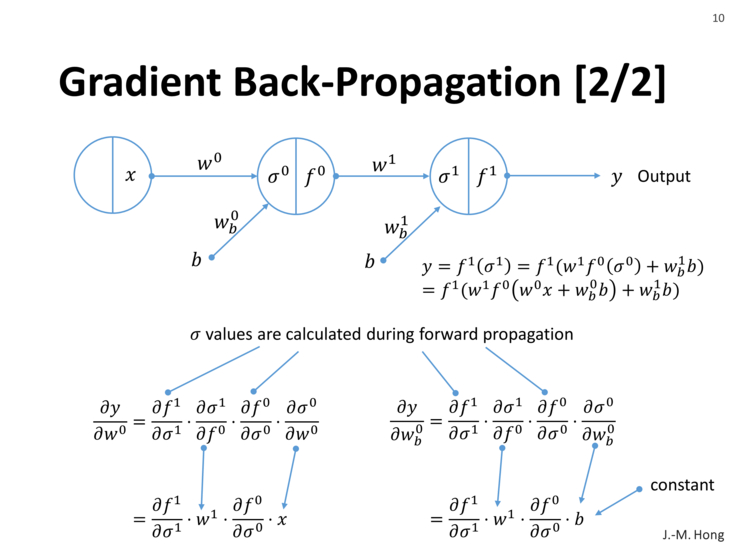 10
Gradient Back-Propagation [2/2]
x w⁰ σ⁰ f⁰ w¹ σ¹ f¹ y Output
w_b⁰ w_b¹
b b
y = f¹(σ¹) = f¹(w¹f⁰(σ⁰) + w_b¹b)
= f¹(w¹f⁰(w⁰x + w_b⁰b) + w_b¹b)
σ values are calculated during forward propagation
∂y/∂w⁰ = ∂f¹/∂σ¹ · ∂σ¹/∂f⁰ · ∂f⁰/∂σ⁰ · ∂σ⁰/∂w⁰
= ∂f¹/∂σ¹ · w¹ · ∂f⁰/∂σ⁰ · x
∂y/∂w_b⁰ = ∂f¹/∂σ¹ · ∂σ¹/∂f⁰ · ∂f⁰/∂σ⁰ · ∂σ⁰/∂w_b⁰
= ∂f¹/∂σ¹ · w¹ · ∂f⁰/∂σ⁰ · b
constant
J.-M. Hong